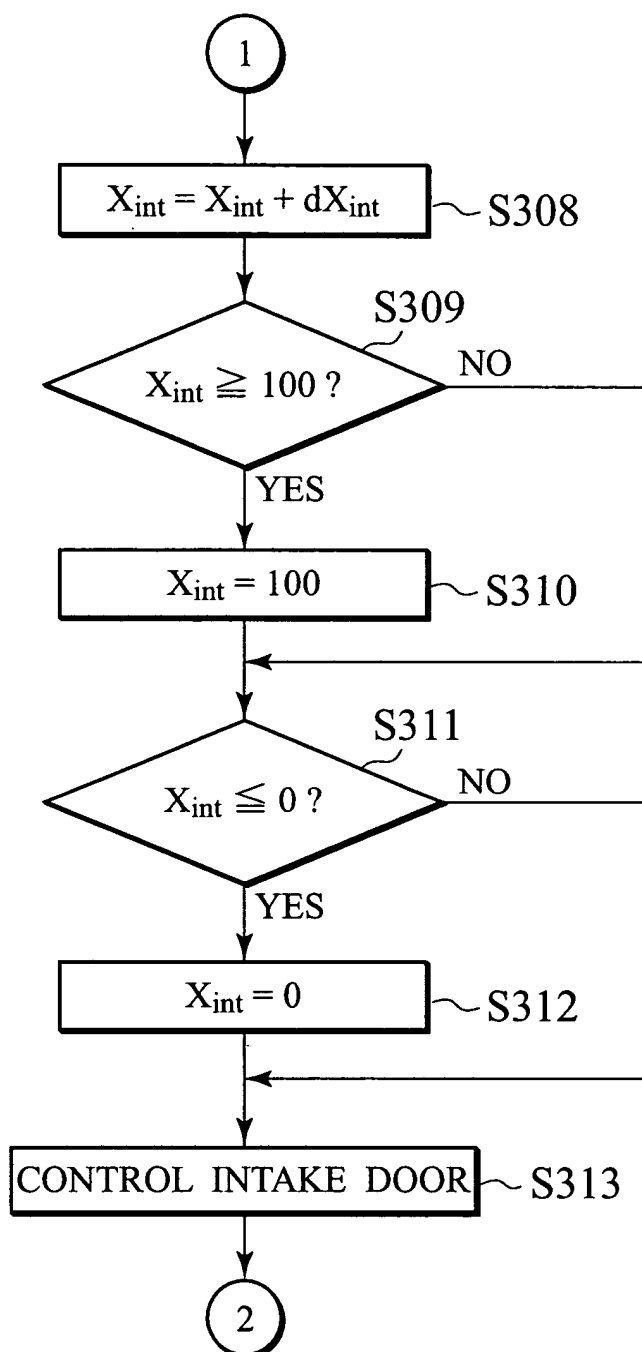 1
X_int = X_int + dX_int
S308
S309
X_int ≧ 100 ?
NO
YES
X_int = 100
S310
S311
X_int ≦ 0 ?
NO
YES
X_int = 0
S312
CONTROL INTAKE DOOR
S313
2